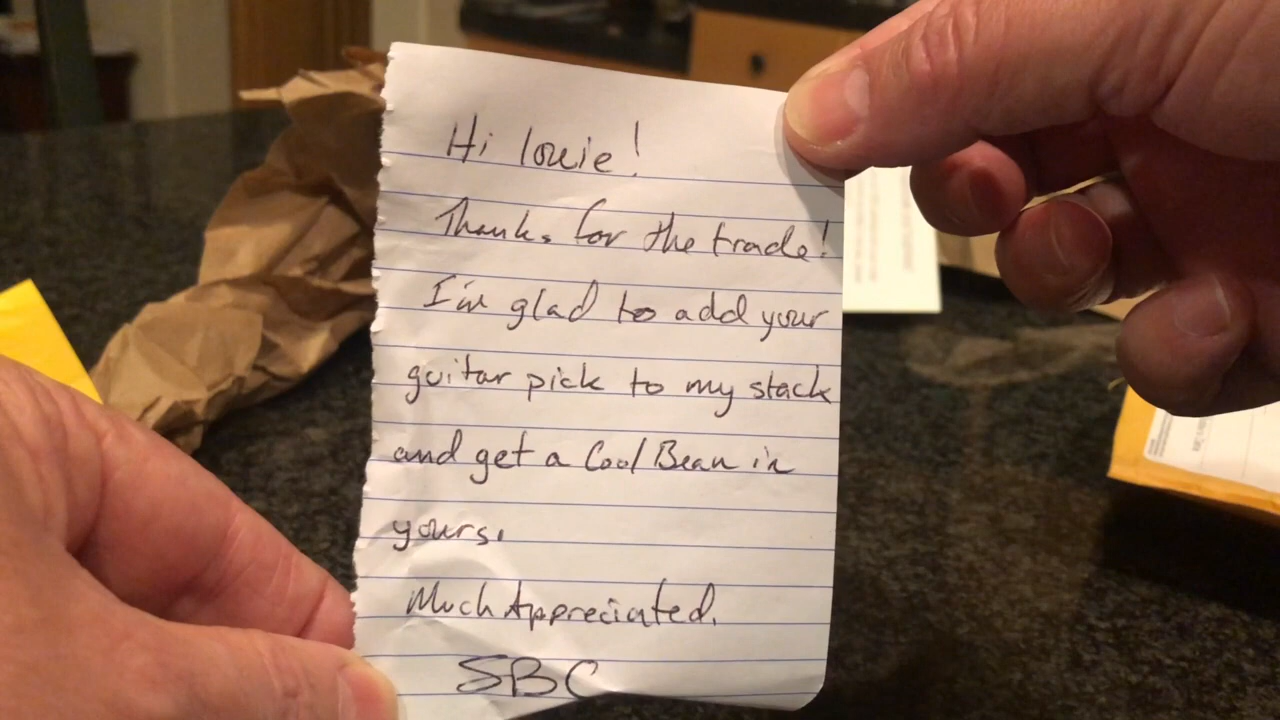 Hi louie!
Thanks for the trade!
I'm glad to add your
guitar pick to my stack
and get a Cool Bean in
yours.
Much Appreciated.
SBC